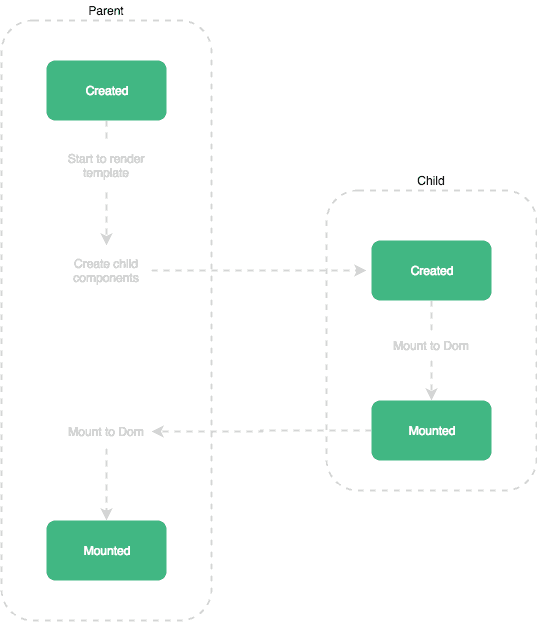 Parent
Created
Start to render
template
Create child
components
Child
Created
Mount to Dom
Mounted
Mount to Dom
Mounted